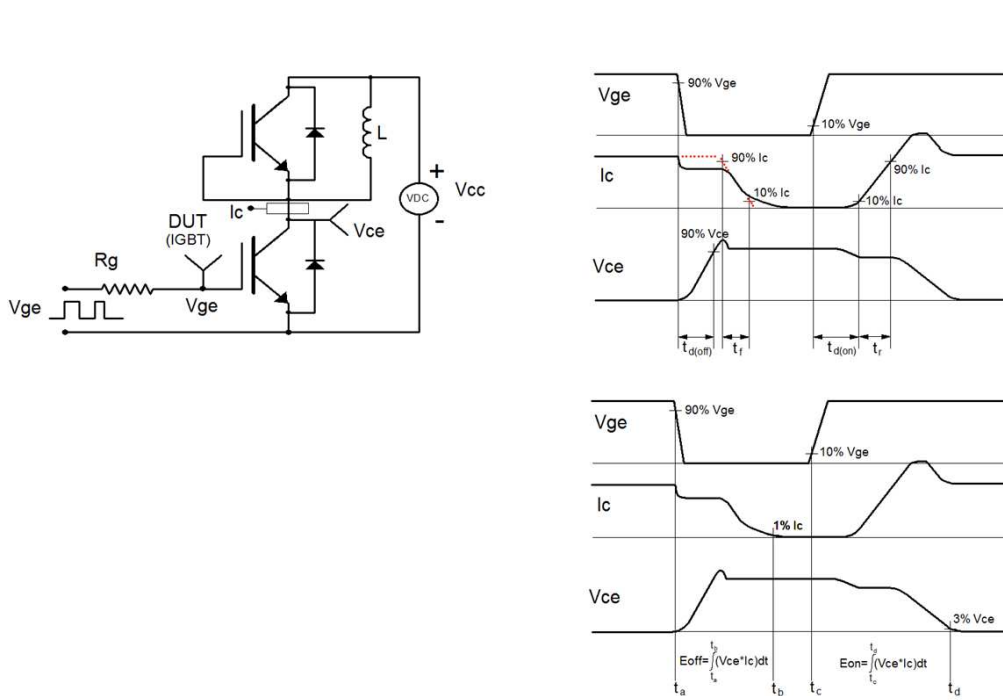 L
+
VDC
Vcc
-
Ic
DUT
(IGBT)
Vce
Rg
Vge
Vge
Vge
90% Vge
10% Vge
Ic
90% Ic
10% Ic
90% Ic
10% Ic
Vce
90% Vce
td(off)
tf
td(on)
tr
Vge
90% Vge
10% Vge
Ic
1% Ic
Vce
3% Vce
Eoff=∫(Vce*Ic)dt
Eon=∫(Vce*Ic)dt
ta
tb
tc
td